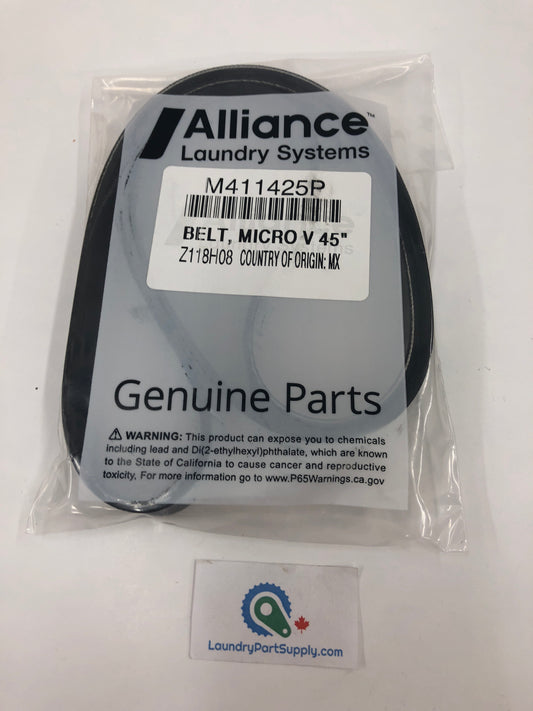 Alliance™
Laundry Systems
M411425P
BELT, MICRO V 45"
Z118H08 COUNTRY OF ORIGIN: MX
Genuine Parts
⚠ WARNING: This product can expose you to chemicals
including lead and Di(2-ethylhexyl)phthalate, which are known
to the State of California to cause cancer and reproductive
toxicity. For more information go to www.P65Warnings.ca.gov
LaundryPartSupply.com